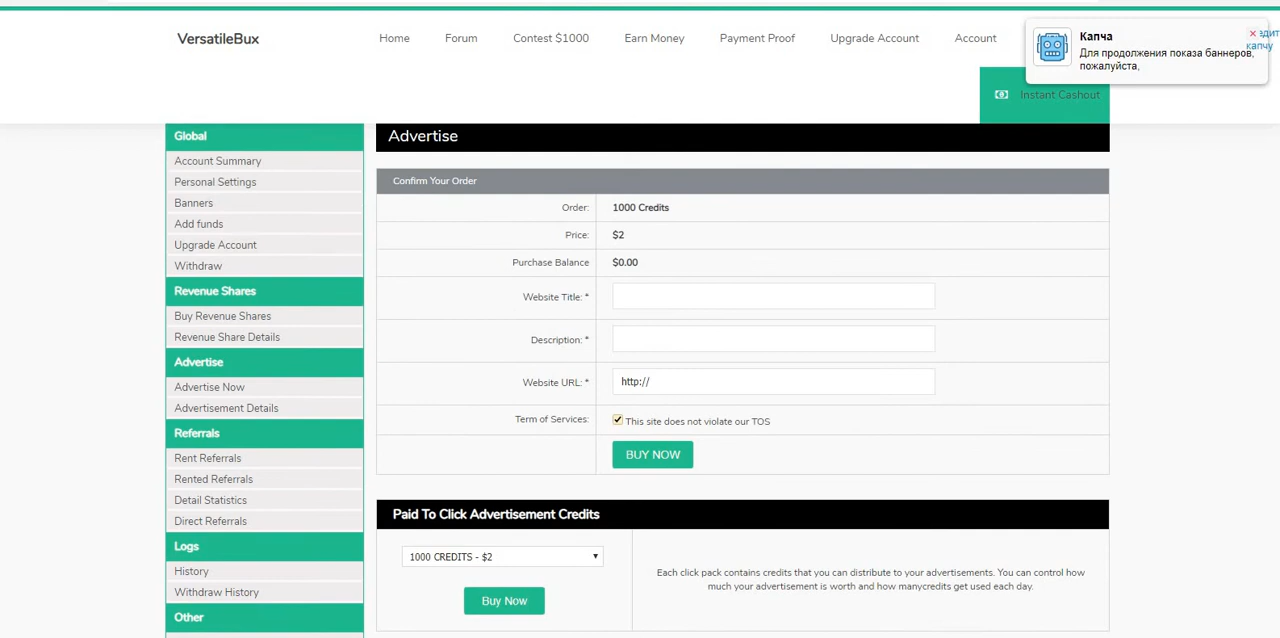 VersatileBux
Home Forum Contest $1000 Earn Money Payment Proof Upgrade Account Account
Капча
Для продолжения показа баннеров,
пожалуйста,
капчу
Instant Cashout
Global
Account Summary
Personal Settings
Banners
Add funds
Upgrade Account
Withdraw
Revenue Shares
Buy Revenue Shares
Revenue Share Details
Advertise
Advertise Now
Advertisement Details
Referrals
Rent Referrals
Rented Referrals
Detail Statistics
Direct Referrals
Logs
History
Withdraw History
Other
Advertise
Confirm Your Order
Order: 1000 Credits
Price: $2
Purchase Balance $0.00
Website Title: *
Description: *
Website URL: * http://
Term of Services: This site does not violate our TOS
BUY NOW
Paid To Click Advertisement Credits
1000 CREDITS - $2
Buy Now
Each click pack contains credits that you can distribute to your advertisements. You can control how
much your advertisement is worth and how manycredits get used each day.